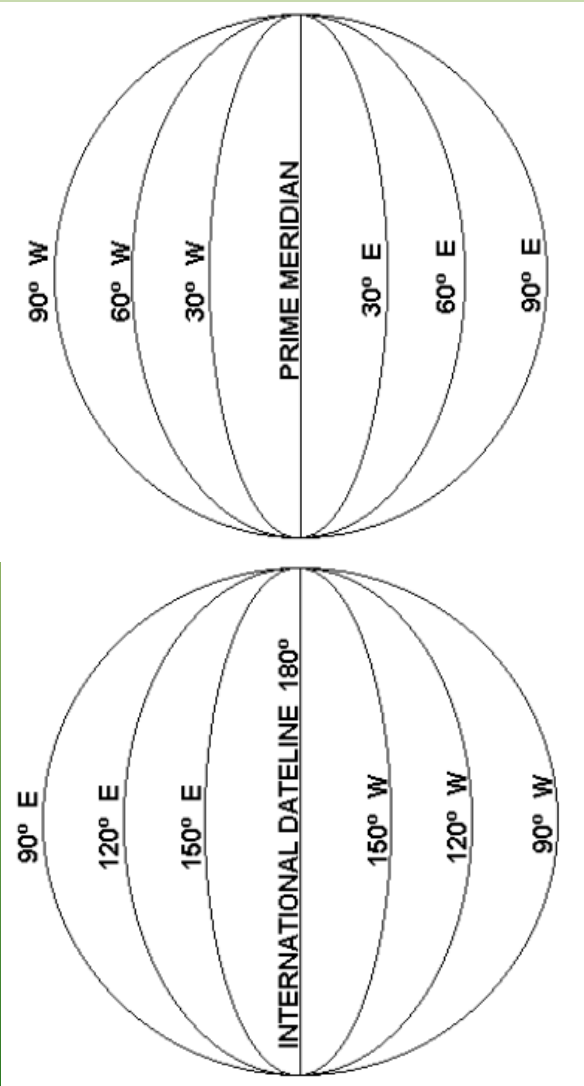 90º W
60º W
30º W
PRIME MERIDIAN
30º E
60º E
90º E
90º E
120º E
150º E
INTERNATIONAL DATELINE 180º
150º W
120º W
90º W